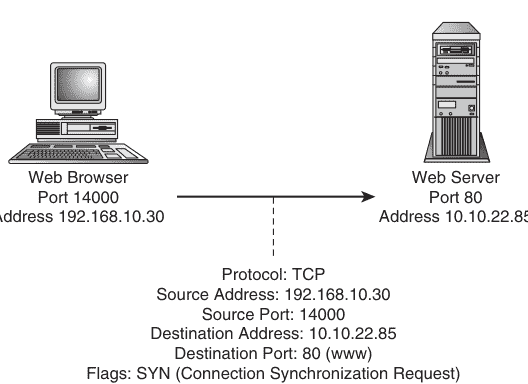 Web Browser
Port 14000
Address 192.168.10.30
Web Server
Port 80
Address 10.10.22.85
Protocol: TCP
Source Address: 192.168.10.30
Source Port: 14000
Destination Address: 10.10.22.85
Destination Port: 80 (www)
Flags: SYN (Connection Synchronization Request)